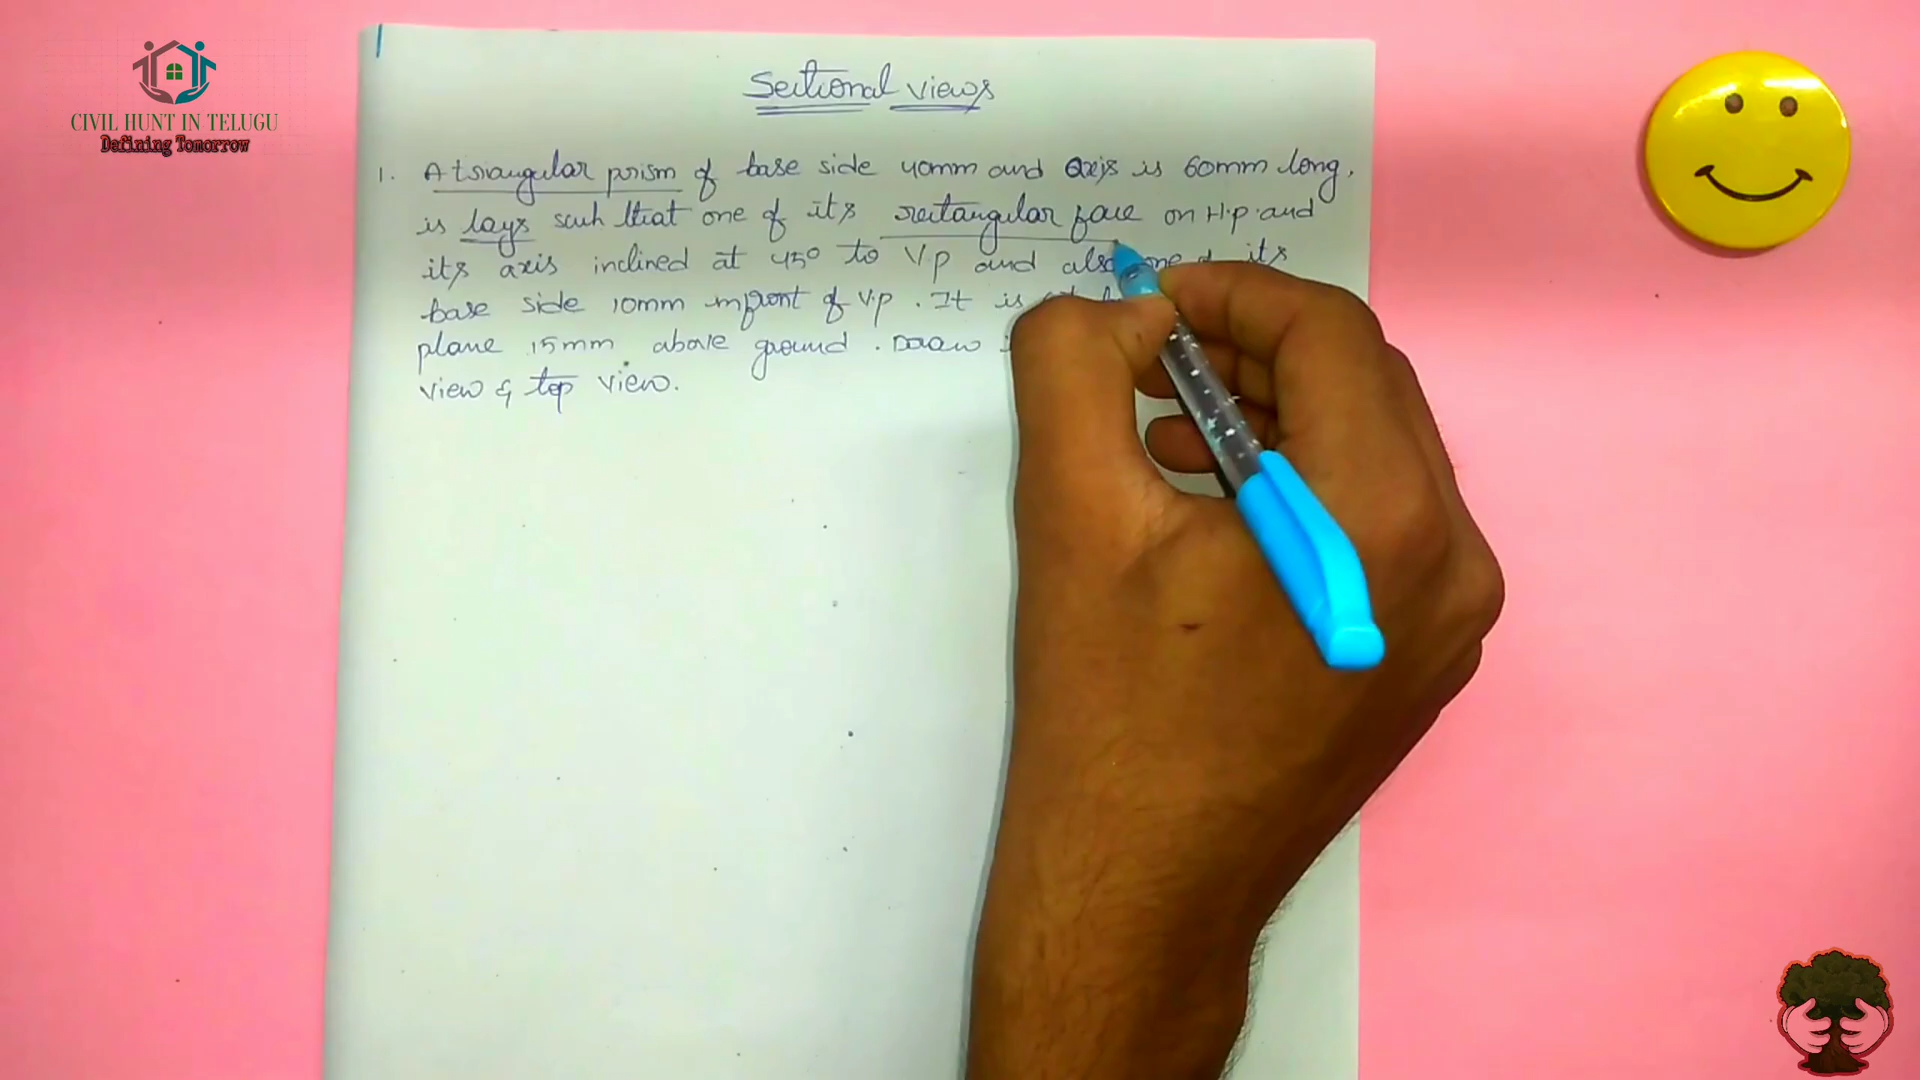 CIVIL HUNT IN TELUGU
Defining Tomorrow
Sectional views
1. A triangular prism of base side 40mm and axis is 60mm long,
is lays such that one of its rectangular face on H.p. and
its axis inclined at 45° to V.p and also one its
base side 10mm infront of V.p. It is
plane 15mm above ground. Draw
view & top view.